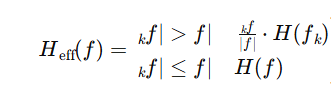 H_eff(f) = _kf| > f|   _kf/|f| · H(f_k)
_kf| ≤ f|   H(f)